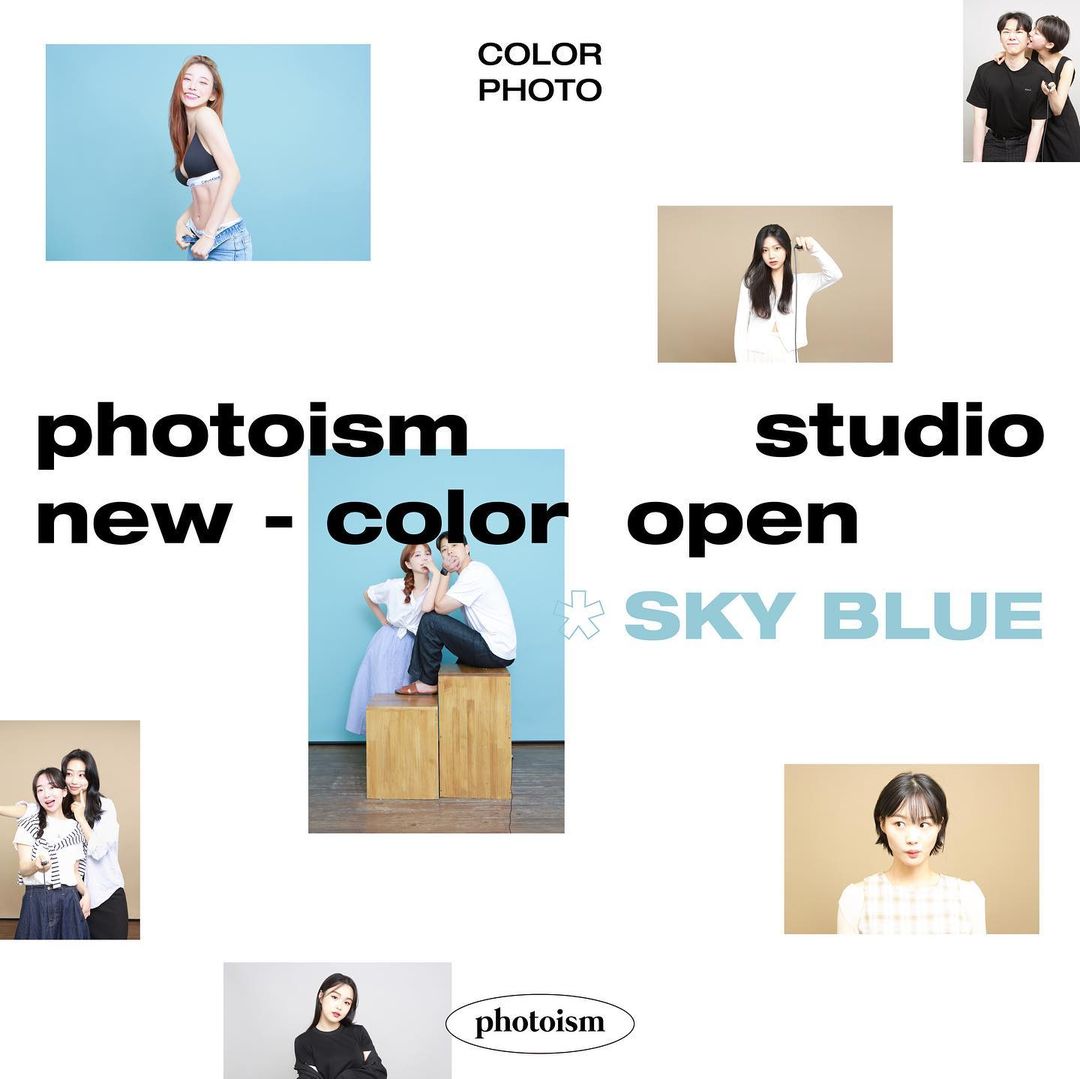 COLOR
PHOTO
photoism studio
new - color open
* SKY BLUE
photoism